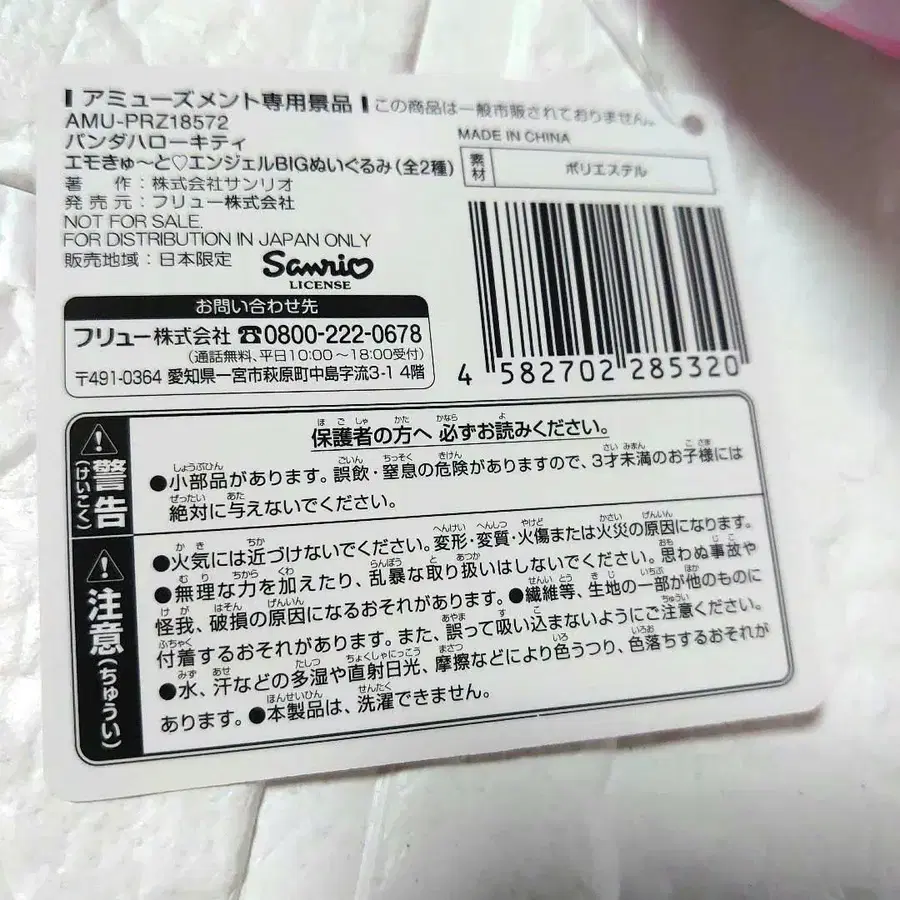 アミューズメント専用景品 この商品は一般市販されておりません。
AMU-PRZ18572
パンダハローキティ
エモきゅ〜と♡エンジェルBIGぬいぐるみ(全2種)
著 作:株式会社サンリオ
発 売 元:フリュー株式会社
NOT FOR SALE.
FOR DISTRIBUTION IN JAPAN ONLY
販売地域:日本限定
Sanrio
LICENSE
MADE IN CHINA
素材 ポリエステル
4 582702 285320
お問い合わせ先
フリュー株式会社 ☎0800-222-0678
(通話無料、平日10:00〜18:00受付)
〒491-0364 愛知県一宮市萩原町中島字流3-1 4階
警告(けいこく)
保護者の方へ 必ずお読みください。
●小部品があります。誤飲・窒息の危険がありますので、3才未満のお子様には
絶対に与えないでください。
注意(ちゅうい)
●火気には近づけないでください。変形・変質・火傷または火災の原因になります。
●無理な力を加えたり、乱暴な取り扱いはしないでください。思わぬ事故や
怪我、破損の原因になるおそれがあります。●繊維等、生地の一部が他のものに
付着するおそれがあります。また、誤って吸い込まないようにご注意ください。
●水、汗などの多湿や直射日光、摩擦などにより色うつり、色落ちするおそれが
あります。●本製品は、洗濯できません。